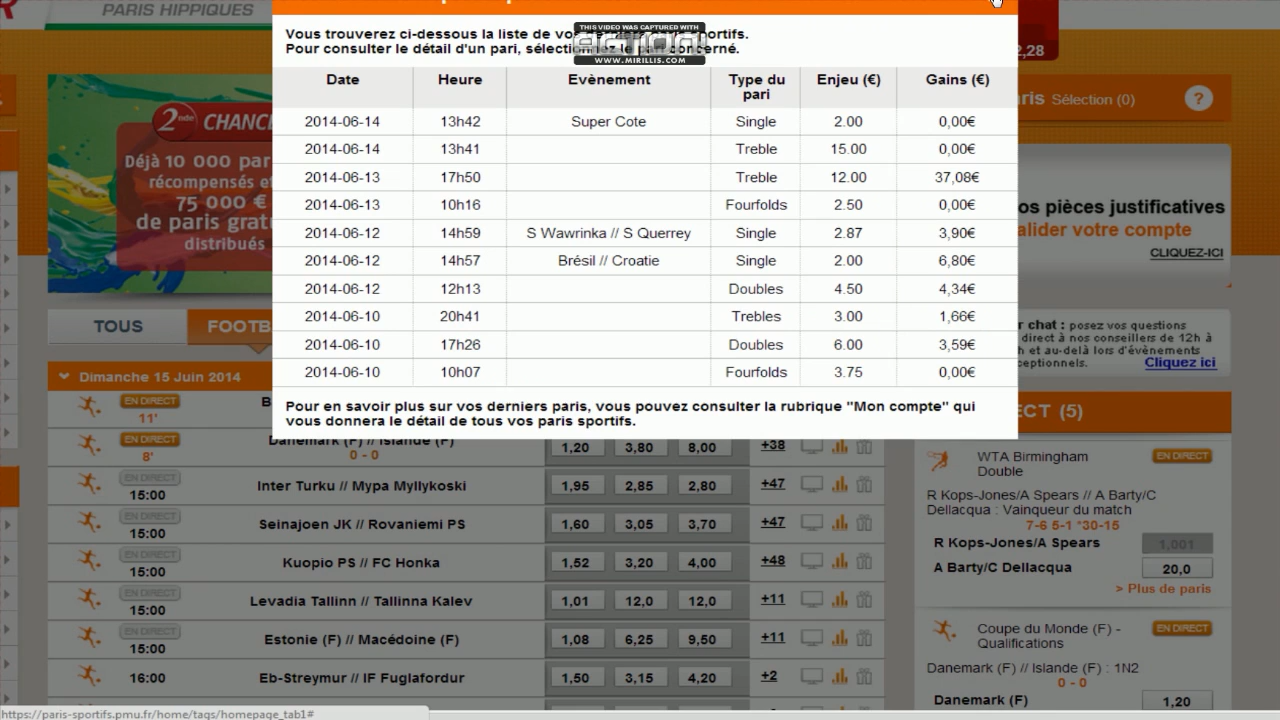 PARIS HIPPIQUES
Vous trouverez ci-dessous la liste de vos sportifs.
Pour consulter le détail d'un pari, sélectionnez le pari concerné.
THIS VIDEO WAS CAPTURED WITH
ACTION!
WWW.MIRILLIS.COM
2,28
Date Heure Evènement Type du pari Enjeu (€) Gains (€)
2014-06-14 13h42 Super Cote Single 2.00 0,00€
2014-06-14 13h41 Treble 15.00 0,00€
2014-06-13 17h50 Treble 12.00 37,08€
2014-06-13 10h16 Fourfolds 2.50 0,00€
2014-06-12 14h59 S Wawrinka // S Querrey Single 2.87 3,90€
2014-06-12 14h57 Brésil // Croatie Single 2.00 6,80€
2014-06-12 12h13 Doubles 4.50 4,34€
2014-06-10 20h41 Trebles 3.00 1,66€
2014-06-10 17h26 Doubles 6.00 3,59€
2014-06-10 10h07 Fourfolds 3.75 0,00€
Pour en savoir plus sur vos derniers paris, vous pouvez consulter la rubrique "Mon compte" qui
vous donnera le détail de tous vos paris sportifs.
2nde CHANC
Déjà 10 000 par
récompensés et
75 000 €
de paris grat
distribués
TOUS FOOTB
Dimanche 15 Juin 2014
EN DIRECT
11'
EN DIRECT
8'
Danemark (F) // Islande (F)
0 - 0
1,20 3,80 8,00 +38
EN DIRECT
15:00 Inter Turku // Mypa Myllykoski 1,95 2,85 2,80 +47
EN DIRECT
15:00 Seinajoen JK // Rovaniemi PS 1,60 3,05 3,70 +47
EN DIRECT
15:00 Kuopio PS // FC Honka 1,52 3,20 4,00 +48
EN DIRECT
15:00 Levadia Tallinn // Tallinna Kalev 1,01 12,0 12,0 +11
EN DIRECT
15:00 Estonie (F) // Macédoine (F) 1,08 6,25 9,50 +11
16:00 Eb-Streymur // IF Fuglafordur 1,50 3,15 4,20 +2
ris Sélection (0) ?
os pièces justificatives
alider votre compte
CLIQUEZ-ICI
r chat : posez vos questions
direct à nos conseillers de 12h à
h et au-delà lors d'évènements
ceptionnels. Cliquez ici
ECT (5)
WTA Birmingham EN DIRECT
Double
R Kops-Jones/A Spears // A Barty/C
Dellacqua : Vainqueur du match
7-6 5-1 *30-15
R Kops-Jones/A Spears 1,001
A Barty/C Dellacqua 20,0
> Plus de paris
Coupe du Monde (F) - EN DIRECT
Qualifications
Danemark (F) // Islande (F) : 1N2
0 - 0
Danemark (F) 1,20
https://paris-sportifs.pmu.fr/home/tags/homepage_tab1#